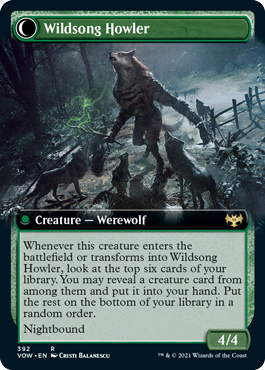 Wildsong Howler
Creature — Werewolf
Whenever this creature enters the
battlefield or transforms into Wildsong
Howler, look at the top six cards of your
library. You may reveal a creature card from
among them and put it into your hand. Put
the rest on the bottom of your library in a
random order.
Nightbound
4/4
392 R
VOW • EN Cristi Balanescu
™ & © 2021 Wizards of the Coast